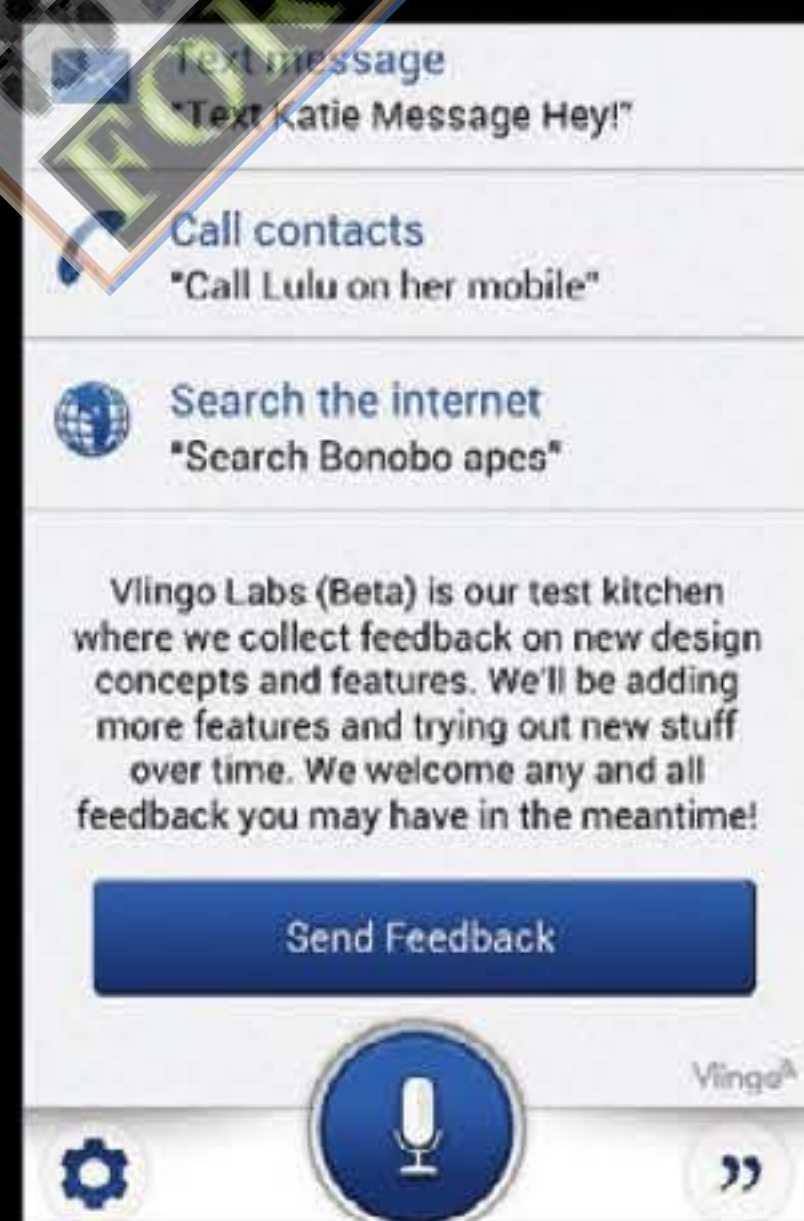 FOR
Text message
"Text Katie Message Hey!"
Call contacts
"Call Lulu on her mobile"
Search the internet
"Search Bonobo apes"
Vlingo Labs (Beta) is our test kitchen
where we collect feedback on new design
concepts and features. We'll be adding
more features and trying out new stuff
over time. We welcome any and all
feedback you may have in the meantime!
Send Feedback
Vlingo